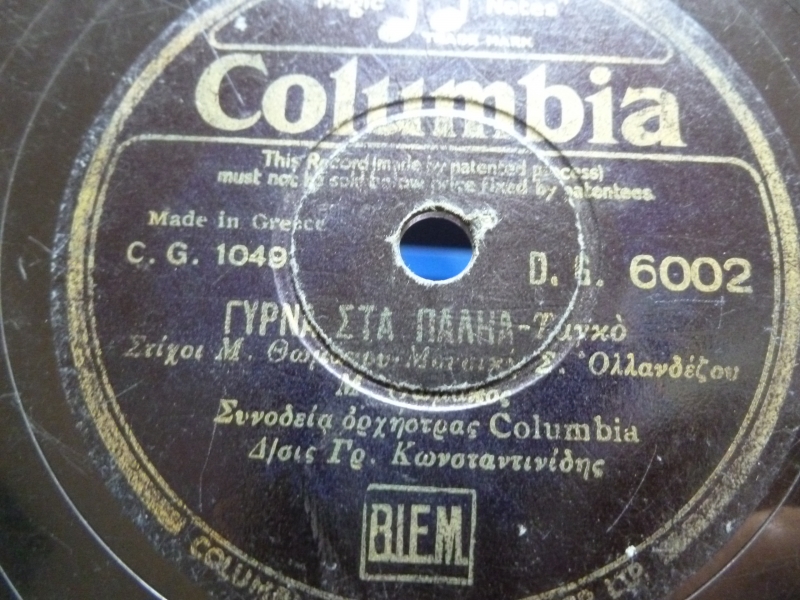 Magic Notes
TRADE MARK
Columbia
This Record (made by patented process)
must not be sold below price fixed by patentees.
Made in Greece
C. G. 1049
D. G. 6002
ΓΥΡΝΑ ΣΤΑ ΠΑΛΗΑ-Ταγκὸ
Στίχοι Μ. Μουσικὴ Σ. Ὀλλανδέζου
Μ.
Συνοδεία ὀρχήστρας Columbia
Δ/σις Γρ. Κωνσταντινίδης
B.I.E.M.
COLUM LTD